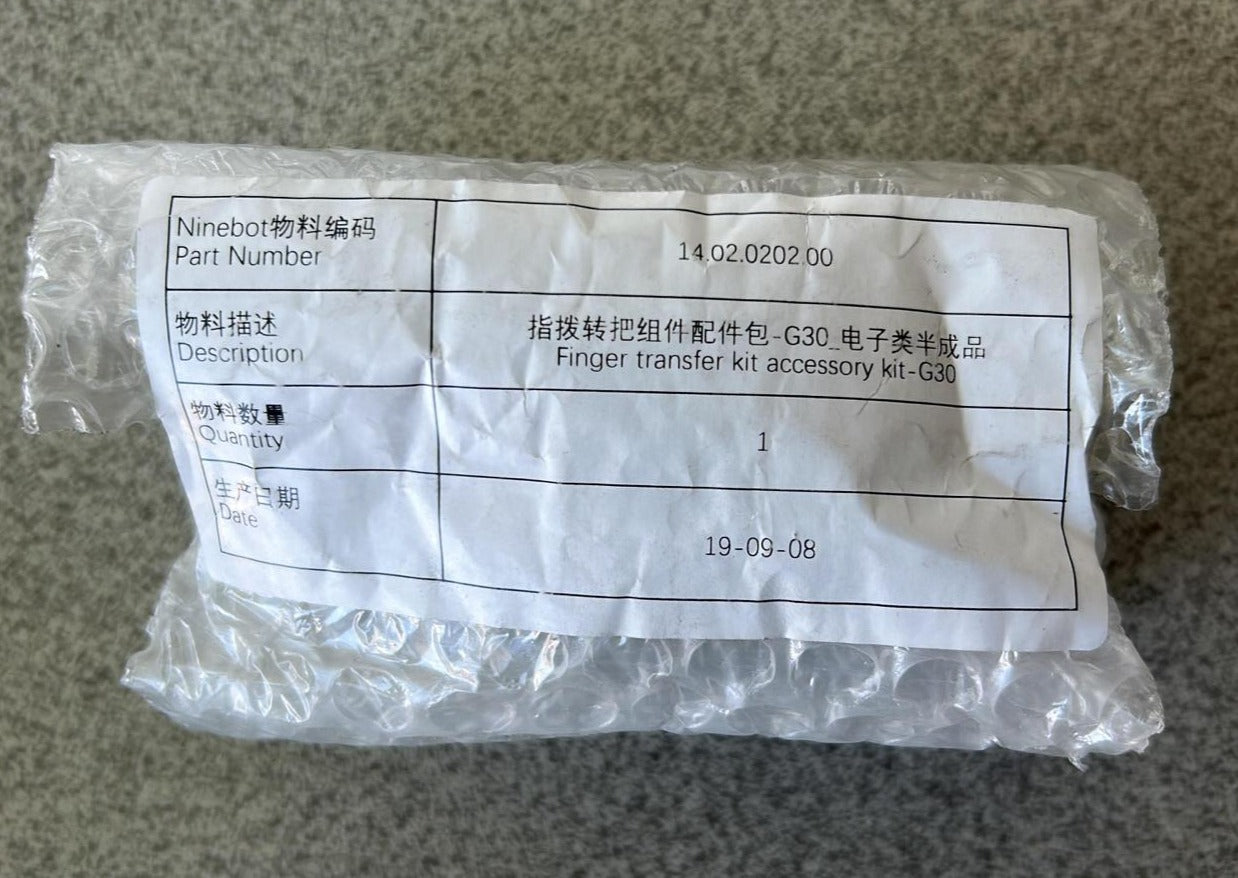 Ninebot物料编码
Part Number
14.02.0202.00
物料描述
Description
指拨转把组件配件包-G30_电子类半成品
Finger transfer kit accessory kit-G30
物料数量
Quantity
1
生产日期
Date
19-09-08